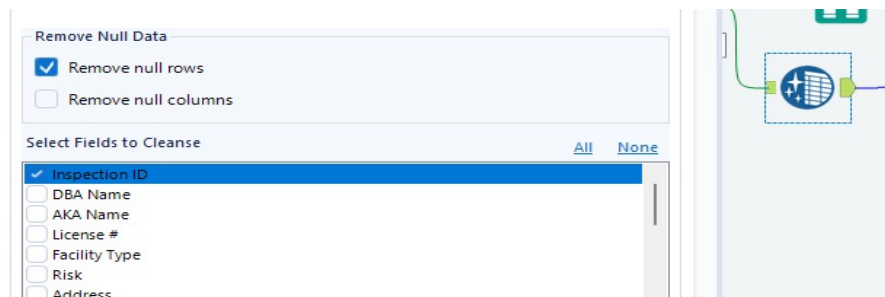 Remove Null Data
Remove null rows
Remove null columns
Select Fields to Cleanse
All None
Inspection ID
DBA Name
AKA Name
License #
Facility Type
Risk
Address